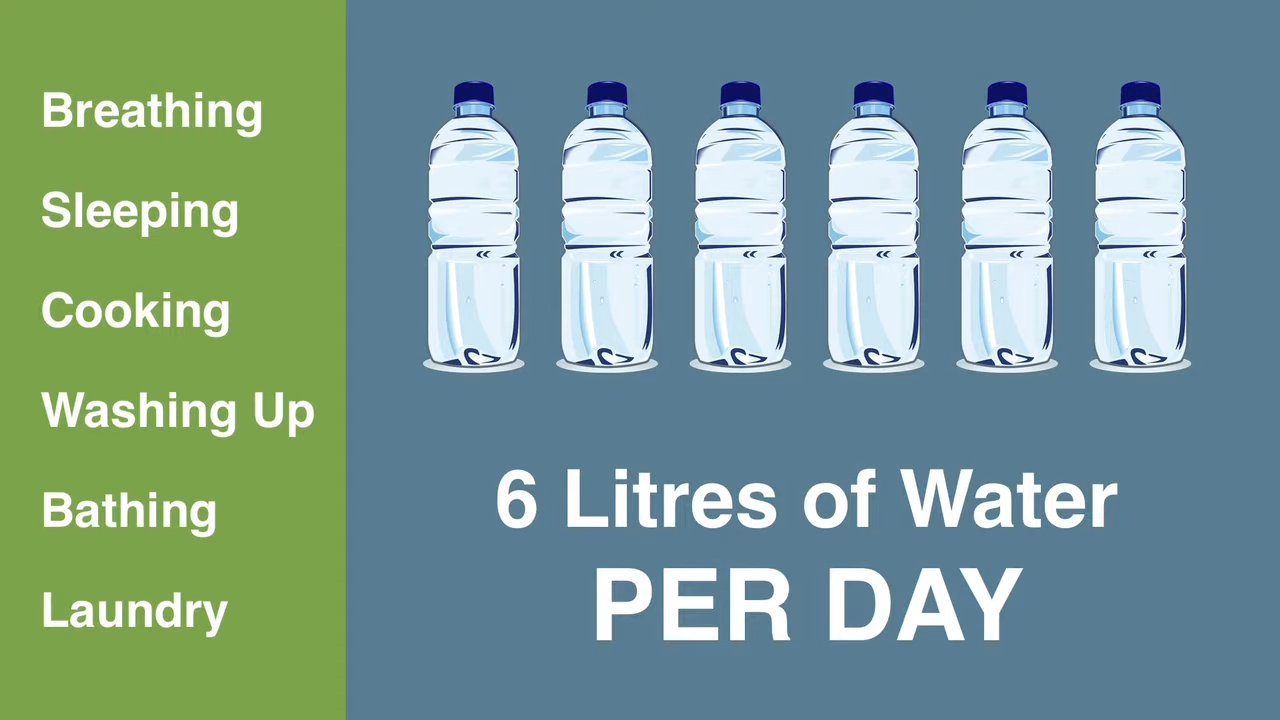 Breathing
Sleeping
Cooking
Washing Up
Bathing
Laundry
6 Litres of Water
PER DAY